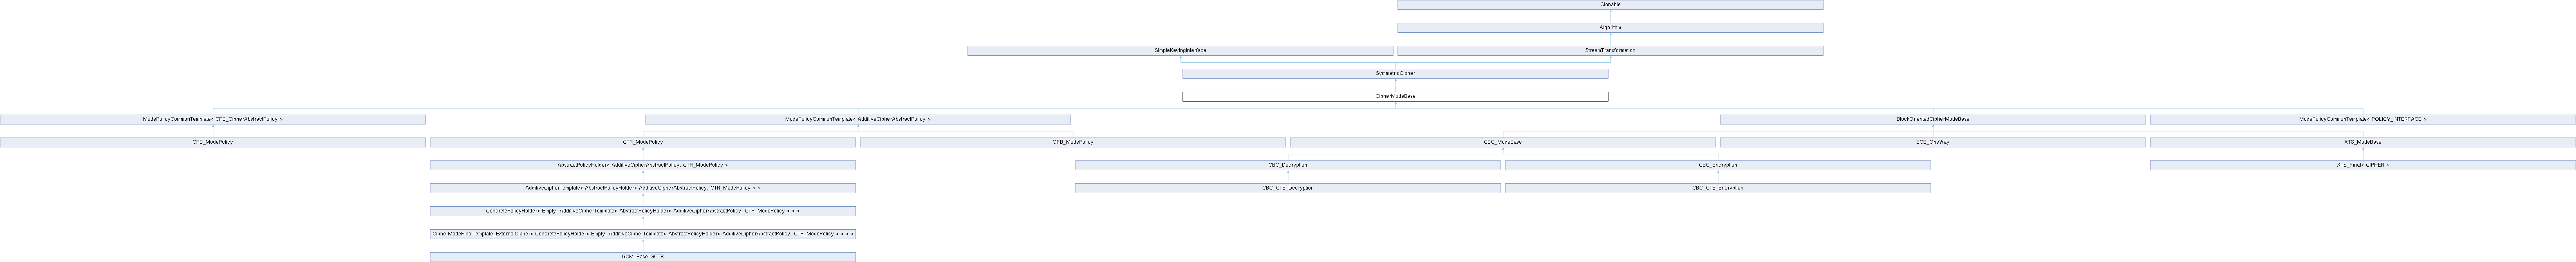 Clonable
Algorithm
SimpleKeyingInterface
StreamTransformation
SymmetricCipher
CipherModeBase
ModePolicyCommonTemplate< CFB_CipherAbstractPolicy >
ModePolicyCommonTemplate< AdditiveCipherAbstractPolicy >
BlockOrientedCipherModeBase
ModePolicyCommonTemplate< POLICY_INTERFACE >
CFB_ModePolicy
CTR_ModePolicy
OFB_ModePolicy
CBC_ModeBase
ECB_OneWay
XTS_ModeBase
AbstractPolicyHolder< AdditiveCipherAbstractPolicy, CTR_ModePolicy >
CBC_Decryption
CBC_Encryption
XTS_Final< CIPHER >
AdditiveCipherTemplate< AbstractPolicyHolder< AdditiveCipherAbstractPolicy, CTR_ModePolicy > >
CBC_CTS_Decryption
CBC_CTS_Encryption
ConcretePolicyHolder< Empty, AdditiveCipherTemplate< AbstractPolicyHolder< AdditiveCipherAbstractPolicy, CTR_ModePolicy > > >
CipherModeFinalTemplate_ExternalCipher< ConcretePolicyHolder< Empty, AdditiveCipherTemplate< AbstractPolicyHolder< AdditiveCipherAbstractPolicy, CTR_ModePolicy > > > >
GCM_Base::GCTR